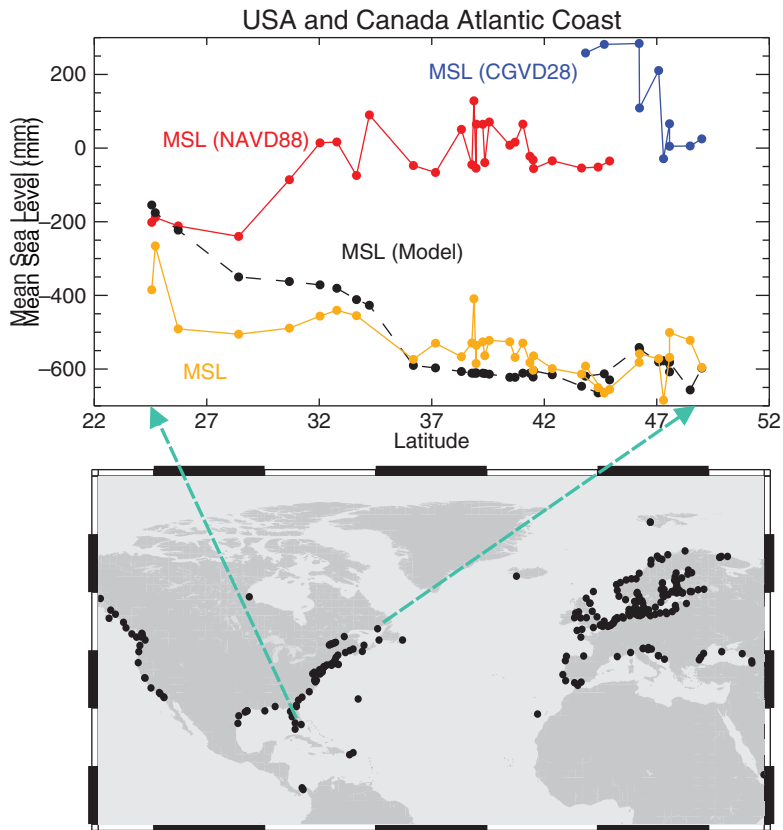 USA and Canada Atlantic Coast
200
0
−200
−400
−600
Mean Sea Level (mm)
Mean Sea Level (mm)
MSL (CGVD28)
MSL (NAVD88)
MSL (Model)
MSL
22 27 32 37 42 47 52
Latitude